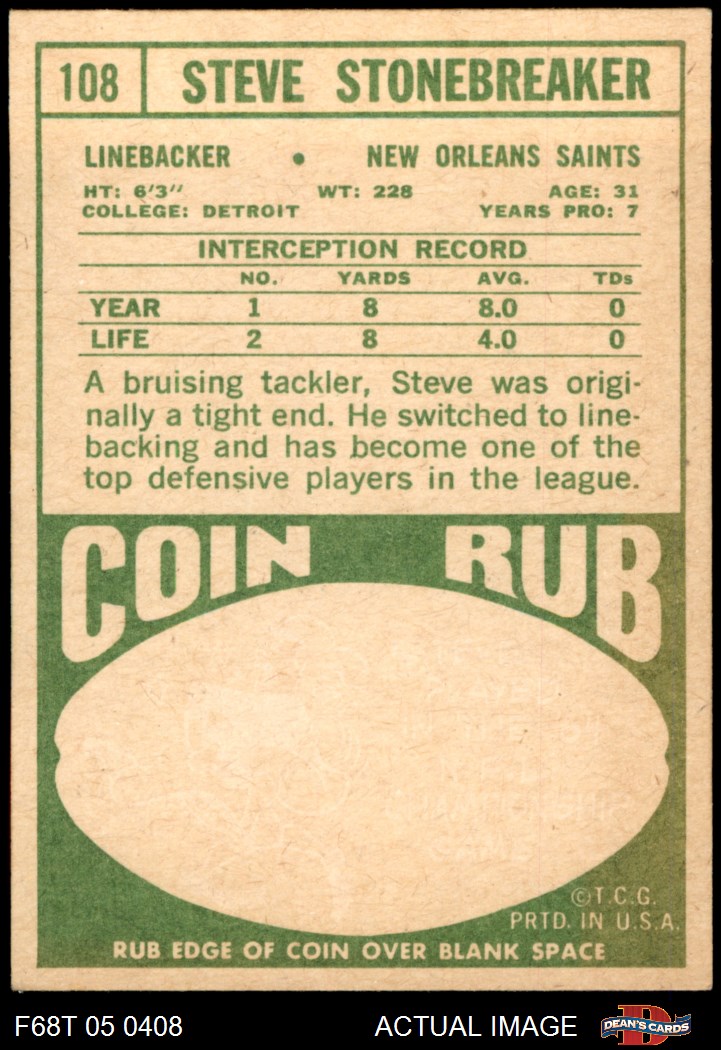 108 STEVE STONEBREAKER
LINEBACKER • NEW ORLEANS SAINTS
HT: 6'3" WT: 228 AGE: 31
COLLEGE: DETROIT YEARS PRO: 7
INTERCEPTION RECORD
NO. YARDS AVG. TDs
YEAR 1 8 8.0 0
LIFE 2 8 4.0 0
A bruising tackler, Steve was origi-
nally a tight end. He switched to line-
backing and has become one of the
top defensive players in the league.
COIN RUB
©T.C.G.
PRTD. IN U.S.A.
RUB EDGE OF COIN OVER BLANK SPACE
F68T 05 0408 ACTUAL IMAGE DEAN'S CARDS